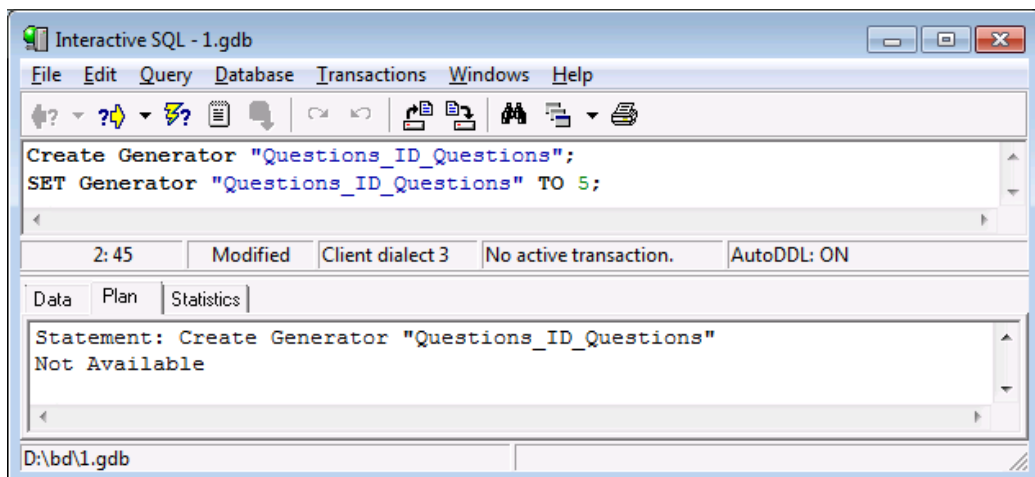 Interactive SQL - 1.gdb
File Edit Query Database Transactions Windows Help
Create Generator "Questions_ID_Questions";
SET Generator "Questions_ID_Questions" TO 5;
2: 45 Modified Client dialect 3 No active transaction. AutoDDL: ON
Data Plan Statistics
Statement: Create Generator "Questions_ID_Questions"
Not Available
D:\bd\1.gdb